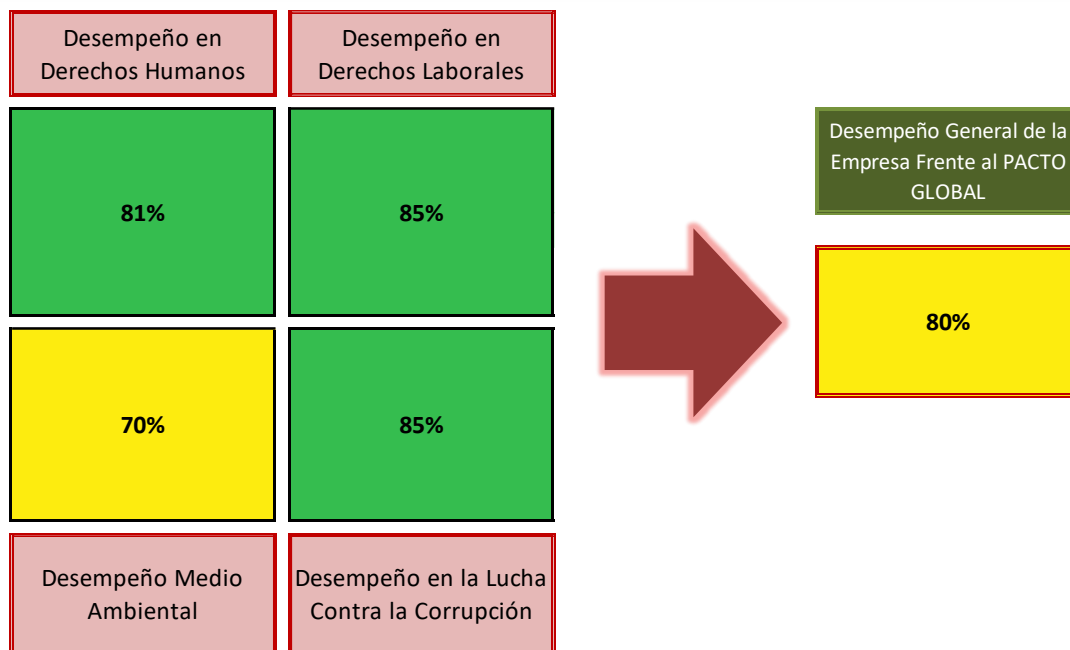 Desempeño en
Derechos Humanos
Desempeño en
Derechos Laborales
81%
85%
70%
85%
Desempeño Medio
Ambiental
Desempeño en la Lucha
Contra la Corrupción
Desempeño General de la
Empresa Frente al PACTO
GLOBAL
80%